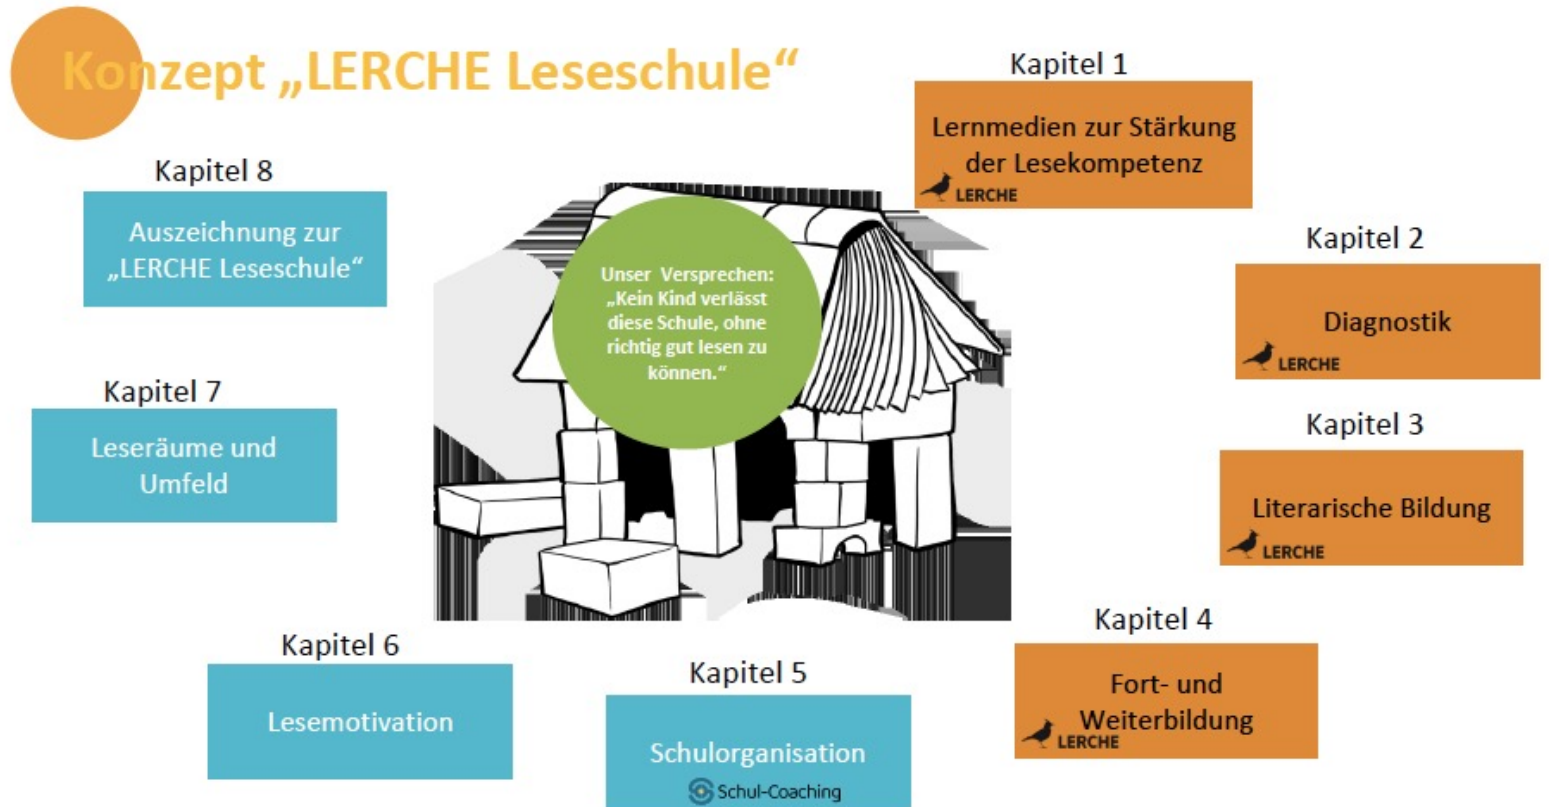 Konzept „LERCHE Leseschule“
Kapitel 1
Lernmedien zur Stärkung
der Lesekompetenz
LERCHE
Kapitel 2
Diagnostik
LERCHE
Kapitel 3
Literarische Bildung
LERCHE
Kapitel 4
Fort- und
Weiterbildung
LERCHE
Kapitel 5
Schulorganisation
Schul-Coaching
Kapitel 6
Lesemotivation
Kapitel 7
Leseräume und
Umfeld
Kapitel 8
Auszeichnung zur
„LERCHE Leseschule“
Unser Versprechen:
„Kein Kind verlässt
diese Schule, ohne
richtig gut lesen zu
können.“